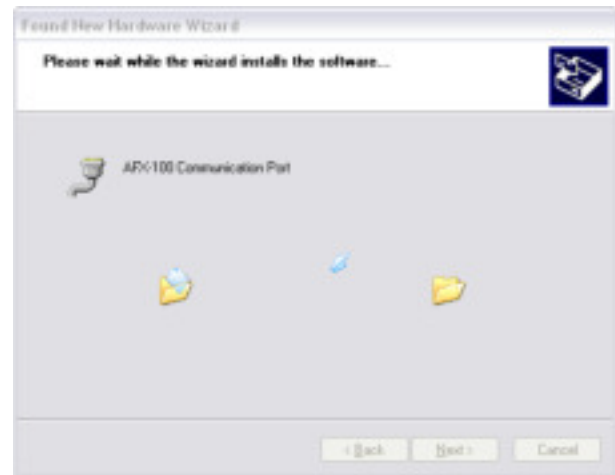 Found New Hardware Wizard
Please wait while the wizard installs the software...
AFX-100 Communication Port
< Back
Next >
Cancel